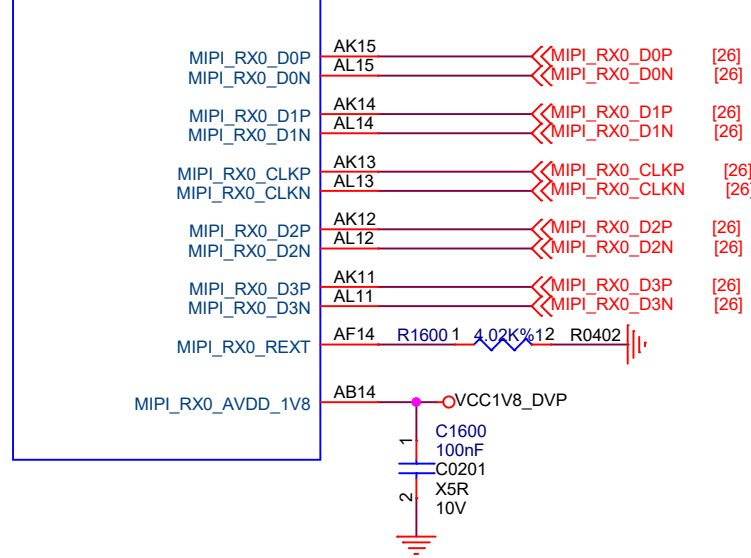 MIPI_RX0_D0P AK15 MIPI_RX0_D0P [26]
MIPI_RX0_D0N AL15 MIPI_RX0_D0N [26]
MIPI_RX0_D1P AK14 MIPI_RX0_D1P [26]
MIPI_RX0_D1N AL14 MIPI_RX0_D1N [26]
MIPI_RX0_CLKP AK13 MIPI_RX0_CLKP [26]
MIPI_RX0_CLKN AL13 MIPI_RX0_CLKN [26]
MIPI_RX0_D2P AK12 MIPI_RX0_D2P [26]
MIPI_RX0_D2N AL12 MIPI_RX0_D2N [26]
MIPI_RX0_D3P AK11 MIPI_RX0_D3P [26]
MIPI_RX0_D3N AL11 MIPI_RX0_D3N [26]
MIPI_RX0_REXT AF14 R1600 1 4.02K%1 2 R0402
MIPI_RX0_AVDD_1V8 AB14 VCC1V8_DVP
1 C1600
100nF
C0201
2 X5R
10V